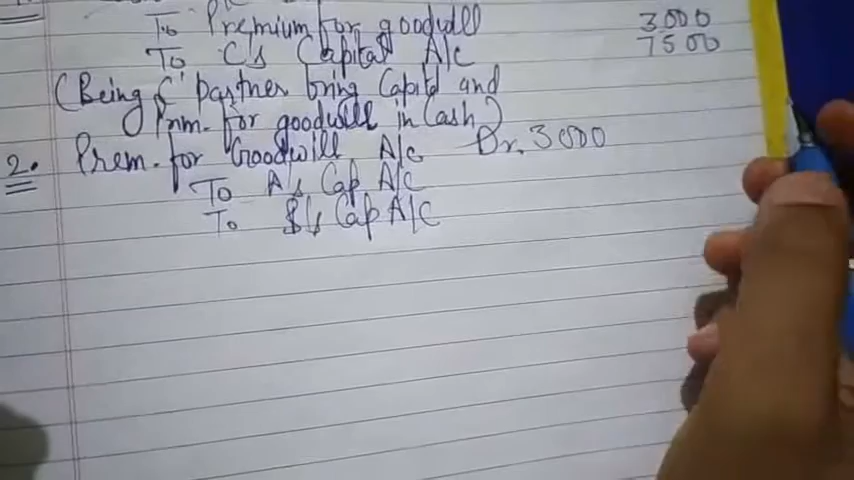 To Premium for goodwill 3000
To C's Capital A/c 7500
(Being C' partner bring Capital and
Prm. for goodwill in Cash)
2. Prem. for Goodwill A/c Dr. 3000
To A's Cap A/c
To B's Cap A/c